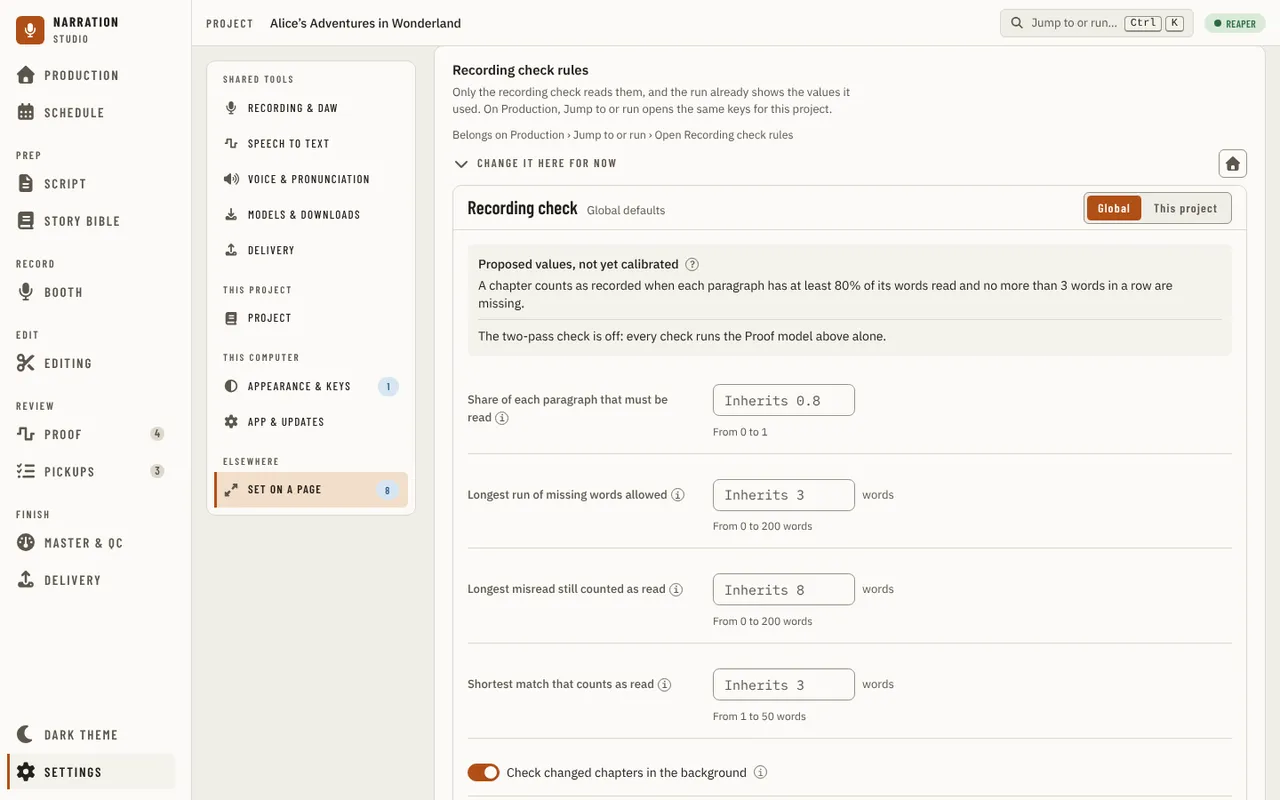 NARRATION
STUDIO
PRODUCTION
SCHEDULE
PREP
SCRIPT
STORY BIBLE
RECORD
BOOTH
EDIT
EDITING
REVIEW
PROOF 4
PICKUPS 3
FINISH
MASTER & QC
DELIVERY
DARK THEME
SETTINGS
PROJECT Alice’s Adventures in Wonderland
Jump to or run… Ctrl K
REAPER
SHARED TOOLS
RECORDING & DAW
SPEECH TO TEXT
VOICE & PRONUNCIATION
MODELS & DOWNLOADS
DELIVERY
THIS PROJECT
PROJECT
THIS COMPUTER
APPEARANCE & KEYS 1
APP & UPDATES
ELSEWHERE
SET ON A PAGE 8
Recording check rules
Only the recording check reads them, and the run already shows the values it
used. On Production, Jump to or run opens the same keys for this project.
Belongs on Production › Jump to or run › Open Recording check rules
CHANGE IT HERE FOR NOW
Recording check Global defaults
Global This project
Proposed values, not yet calibrated ?
A chapter counts as recorded when each paragraph has at least 80% of its words read and no more than 3 words in a row are
missing.
The two-pass check is off: every check runs the Proof model above alone.
Share of each paragraph that must be
read i
Inherits 0.8
From 0 to 1
Longest run of missing words allowed i
Inherits 3 words
From 0 to 200 words
Longest misread still counted as read i
Inherits 8 words
From 0 to 200 words
Shortest match that counts as read i
Inherits 3 words
From 1 to 50 words
Check changed chapters in the background i